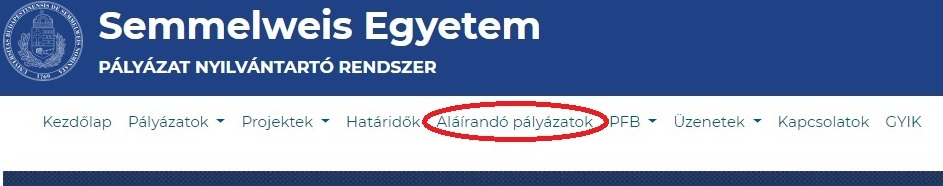 Semmelweis Egyetem
PÁLYÁZAT NYILVÁNTARTÓ RENDSZER
Kezdőlap Pályázatok Projektek Határidők Aláírandó pályázatok PFB Üzenetek Kapcsolatok GYIK